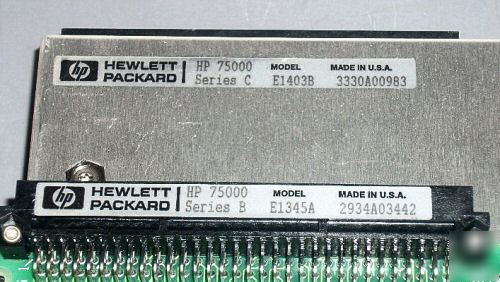 hp HEWLETT PACKARD HP 75000 Series C MODEL E1403B MADE IN U.S.A. 3330A00983
hp HEWLETT PACKARD HP 75000 Series B MODEL E1345A MADE IN U.S.A. 2934A03442